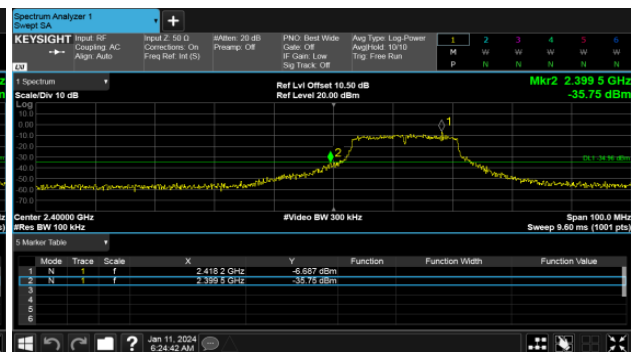 Spectrum Analyzer 1
Swept SA
+
KEYSIGHT Input: RF Input Z: 50 Ω #Atten: 20 dB PNO: Best Wide Avg Type: Log-Power 1 2 3 4 5 6
Coupling: AC Corrections: On Preamp: Off Gate: Off Avg|Hold: 10/10 M W W W W W
Align: Auto Freq Ref: Int (S) IF Gain: Low Trig: Free Run P N N N N N
Sig Track: Off
LXI
1 Spectrum Ref Lvl Offset 10.50 dB Mkr2 2.399 5 GHz
Scale/Div 10 dB Ref Level 20.00 dBm -35.75 dBm
Log
10.0
0.00
1
-10.0
-20.0
2
-30.0
DL1 -34.96 dBm
-40.0
-50.0
-60.0
-70.0
Center 2.40000 GHz #Video BW 300 kHz Span 100.0 MHz
#Res BW 100 kHz Sweep 9.60 ms (1001 pts)
5 Marker Table
Mode Trace Scale X Y Function Function Width Function Value
1 N 1 f 2.418 2 GHz -6.687 dBm
2 N 1 f 2.399 5 GHz -35.75 dBm
3
4
5
6
? Jan 11, 2024
6:24:42 AM